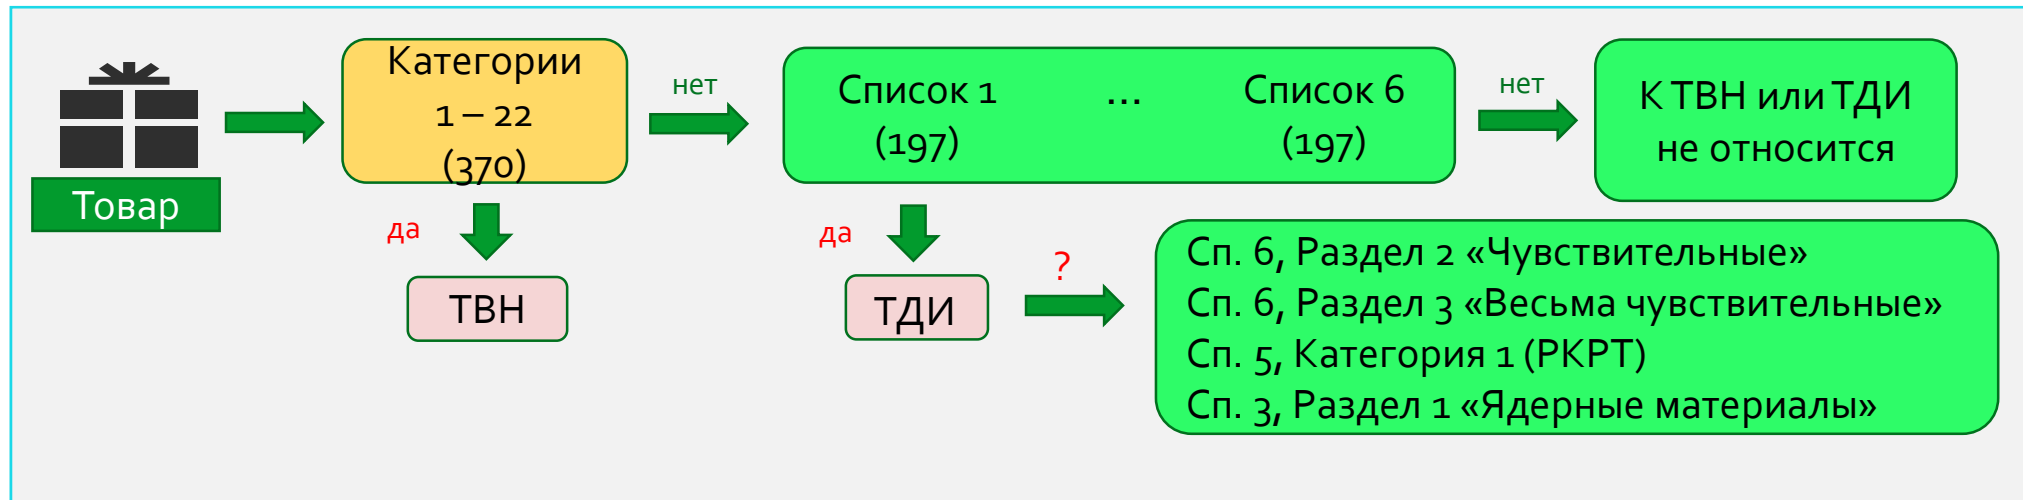 Товар
Категории
1 – 22
(370)
нет
Список 1 ... Список 6
(197) (197)
нет
К ТВН или ТДИ
не относится
да
ТВН
да
ТДИ
?
Сп. 6, Раздел 2 «Чувствительные»
Сп. 6, Раздел 3 «Весьма чувствительные»
Сп. 5, Категория 1 (РКРТ)
Сп. 3, Раздел 1 «Ядерные материалы»